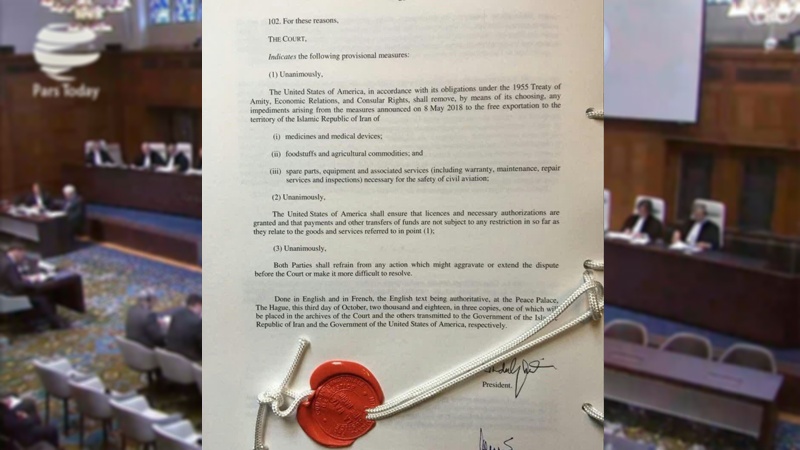 Pars Today
102. For these reasons,
THE COURT,
Indicates the following provisional measures:
(1) Unanimously,
The United States of America, in accordance with its obligations under the 1955 Treaty of
Amity, Economic Relations, and Consular Rights, shall remove, by means of its choosing, any
impediments arising from the measures announced on 8 May 2018 to the free exportation to the
territory of the Islamic Republic of Iran of
(i) medicines and medical devices;
(ii) foodstuffs and agricultural commodities; and
(iii) spare parts, equipment and associated services (including warranty, maintenance, repair
services and inspections) necessary for the safety of civil aviation;
(2) Unanimously,
The United States of America shall ensure that licences and necessary authorizations are
granted and that payments and other transfers of funds are not subject to any restriction in so far as
they relate to the goods and services referred to in point (1);
(3) Unanimously,
Both Parties shall refrain from any action which might aggravate or extend the dispute
before the Court or make it more difficult to resolve.
Done in English and in French, the English text being authoritative, at the Peace Palace,
The Hague, this third day of October, two thousand and eighteen, in three copies, one of which
be placed in the archives of the Court and the others transmitted to the Government of the
Republic of Iran and the Government of the United States of America, respectively.
President.